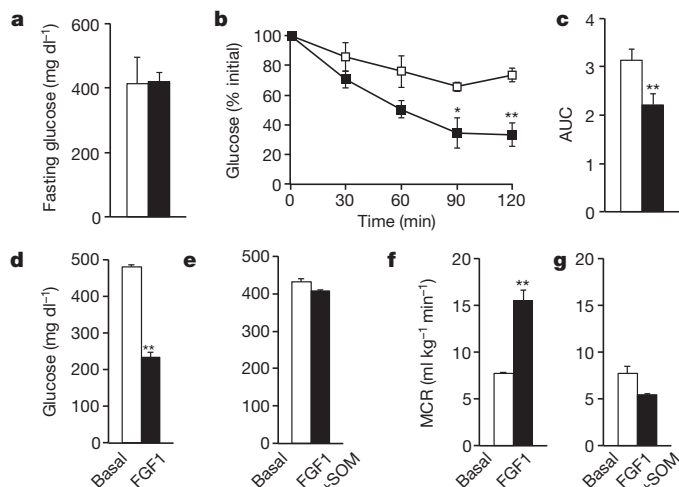 a
b
c
Fasting glucose (mg dl⁻¹)
600
400
400
0
Glucose (% initial)
100
80
60
40
20
0
*
**
0
30
60
90
120
Time (min)
AUC
4
3
2
1
0
**
d
e
f
g
Glucose (mg dl⁻¹)
500
400
300
200
100
0
**
Basal
FGF1
500
400
300
200
100
0
Basal
FGF1
+SOM
MCR (ml kg⁻¹ min⁻¹)
20
15
10
5
0
**
Basal
FGF1
20
15
10
5
0
Basal
FGF1
+SOM